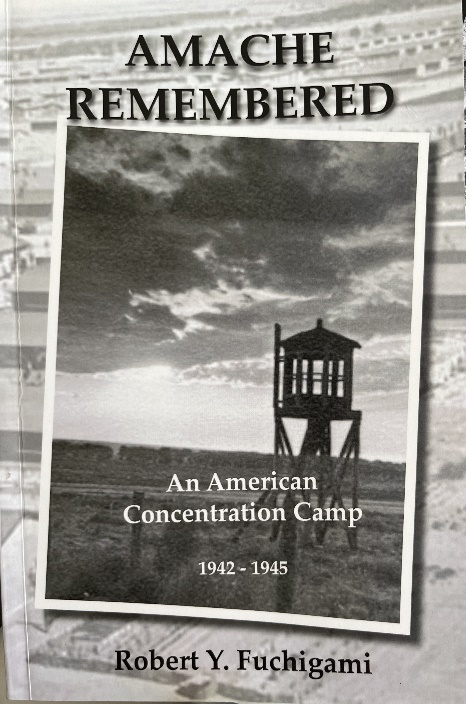 AMACHE
REMEMBERED
An American
Concentration Camp
1942 - 1945
Robert Y. Fuchigami